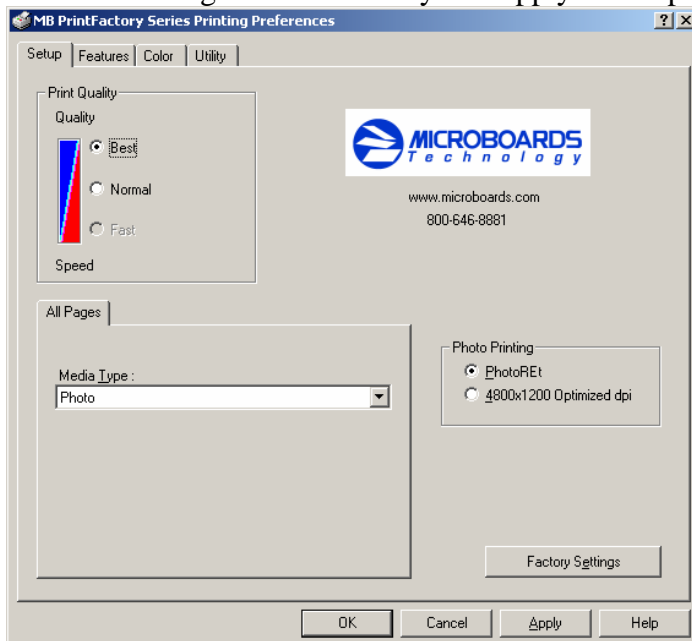 MB PrintFactory Series Printing Preferences
Setup Features Color Utility
Print Quality
Quality
Best
Normal
Fast
Speed
MICROBOARDS
Technology
www.microboards.com
800-646-8881
All Pages
Media Type :
Photo
Photo Printing
PhotoREt
4800x1200 Optimized dpi
Factory Settings
OK Cancel Apply Help